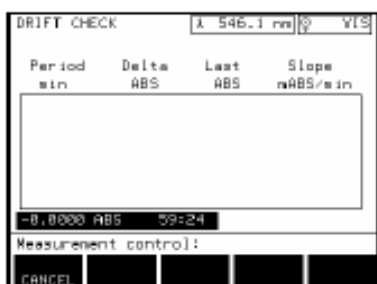 DRIFT CHECK λ 546.1 nm VIS
Period Delta Last Slope
min ABS ABS mABS/min
-0.0000 ABS 59:24
Measurement control:
CANCEL